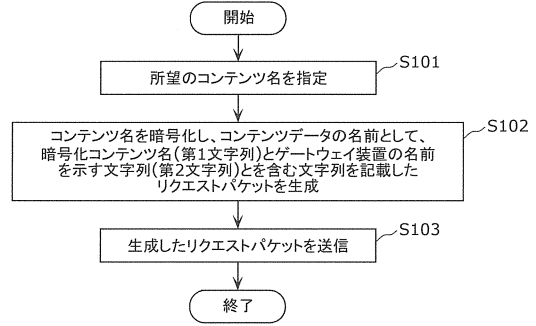 開始
所望のコンテンツ名を指定
S101
コンテンツ名を暗号化し、コンテンツデータの名前として、
暗号化コンテンツ名(第1文字列)とゲートウェイ装置の名前
を示す文字列(第2文字列)とを含む文字列を記載した
リクエストパケットを生成
S102
生成したリクエストパケットを送信
S103
終了